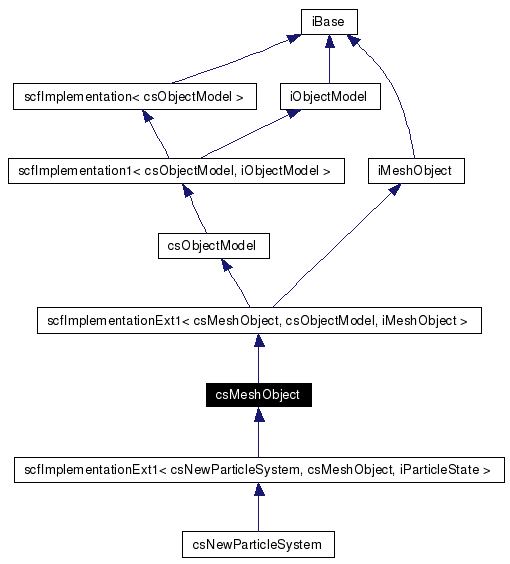 iBase
scfImplementation< csObjectModel >
iObjectModel
scfImplementation1< csObjectModel, iObjectModel >
iMeshObject
csObjectModel
scfImplementationExt1< csMeshObject, csObjectModel, iMeshObject >
csMeshObject
scfImplementationExt1< csNewParticleSystem, csMeshObject, iParticleState >
csNewParticleSystem